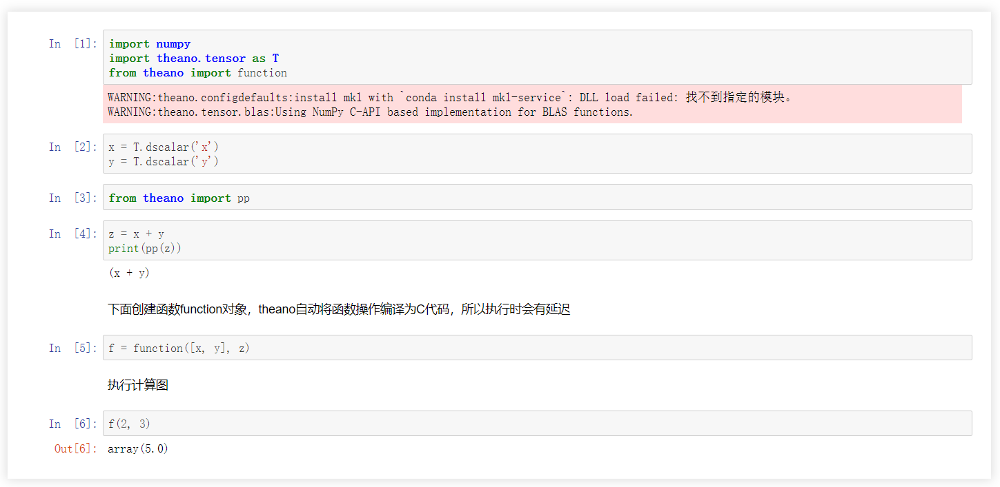 In [1]: import numpy
import theano.tensor as T
from theano import function
WARNING:theano.configdefaults:install mkl with `conda install mkl-service`: DLL load failed: 找不到指定的模块。
WARNING:theano.tensor.blas:Using NumPy C-API based implementation for BLAS functions.
In [2]: x = T.dscalar('x')
y = T.dscalar('y')
In [3]: from theano import pp
In [4]: z = x + y
print(pp(z))
(x + y)
下面创建函数function对象，theano自动将函数操作编译为C代码，所以执行时会有延迟
In [5]: f = function([x, y], z)
执行计算图
In [6]: f(2, 3)
Out[6]: array(5.0)